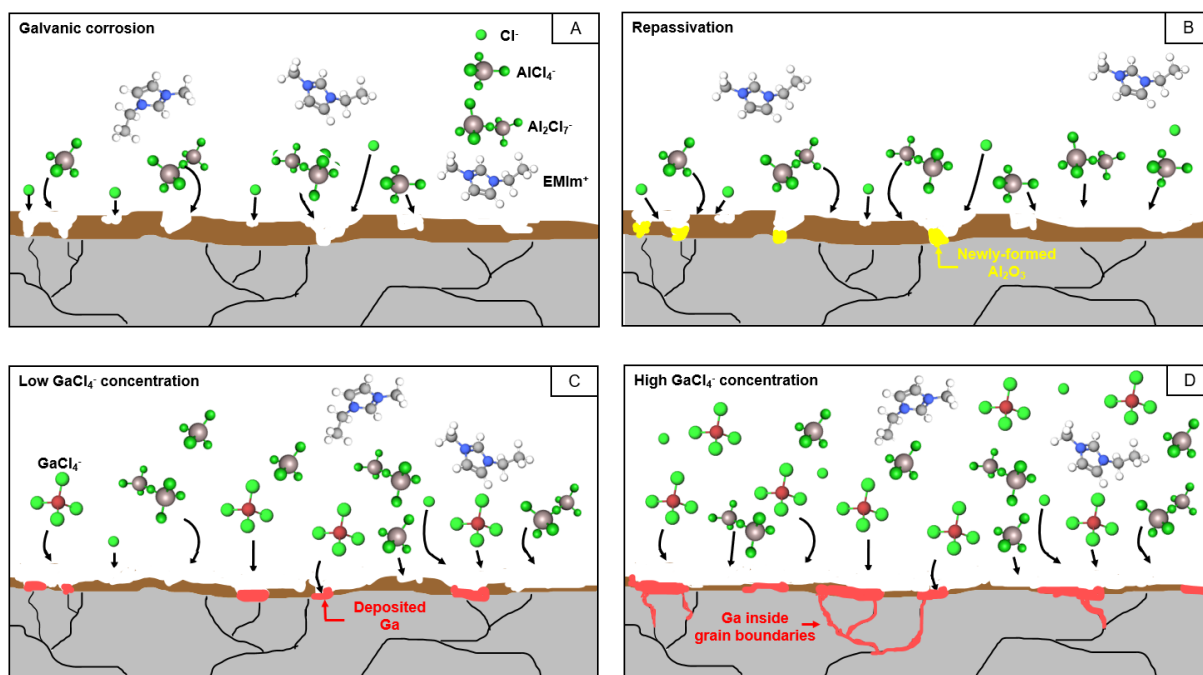 Galvanic corrosion
A
Cl⁻
AlCl₄⁻
Al₂Cl₇⁻
EMIm⁺
Repassivation
B
Newly-formed
Al₂O₃
Low GaCl₄⁻ concentration
C
GaCl₄⁻
Deposited
Ga
High GaCl₄⁻ concentration
D
Ga inside
grain boundaries